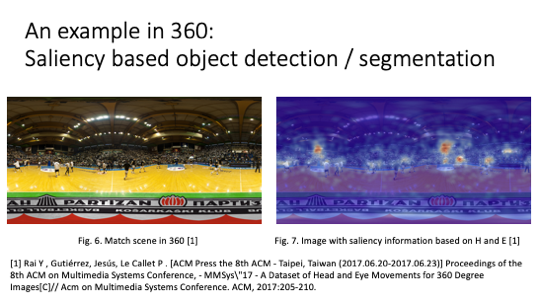 An example in 360:
Saliency based object detection / segmentation
АН PARTIZAN ПАРТИЗ
Fig. 6. Match scene in 360 [1]
Fig. 7. Image with saliency information based on H and E [1]
[1] Rai Y , Gutiérrez, Jesús, Le Callet P . [ACM Press the 8th ACM - Taipei, Taiwan (2017.06.20-2017.06.23)] Proceedings of the
8th ACM on Multimedia Systems Conference, - MMSys\"17 - A Dataset of Head and Eye Movements for 360 Degree
Images[C]// Acm on Multimedia Systems Conference. ACM, 2017:205-210.